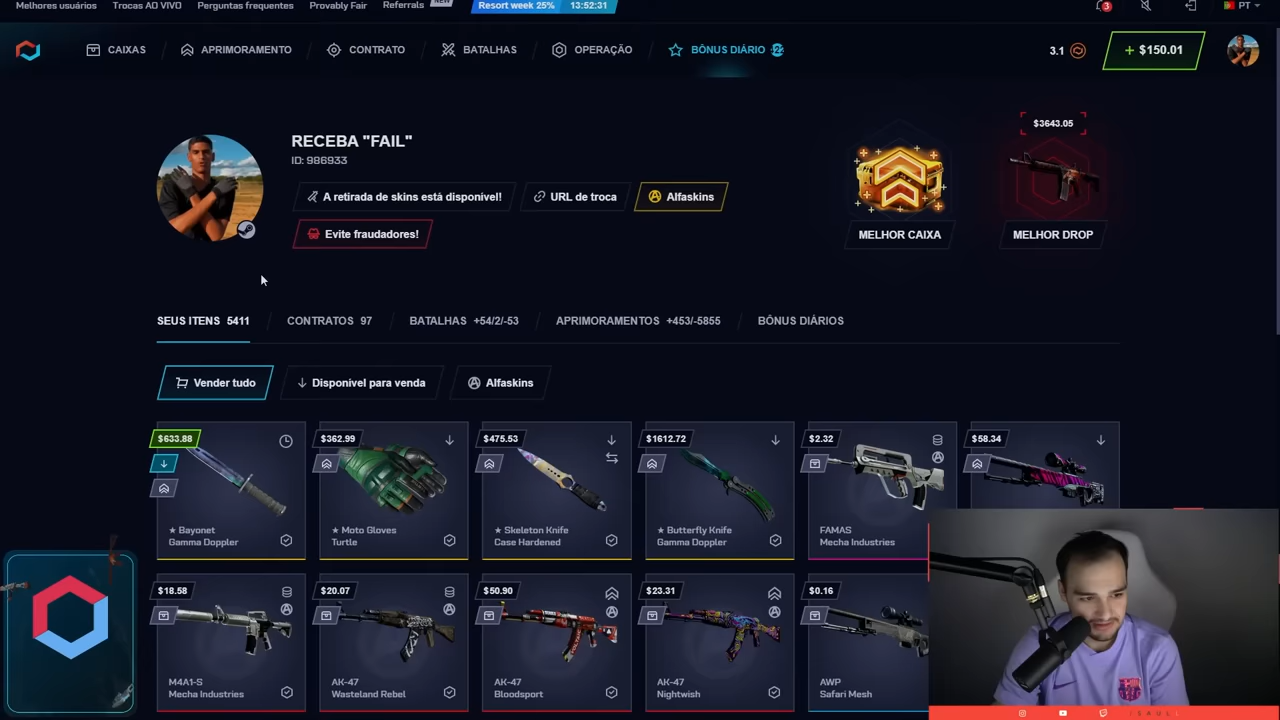 Melhores usuários Trocas AO VIVO Perguntas frequentes Provably Fair Referrals NEW Resort week 25% 13:52:31 3 PT
CAIXAS APRIMORAMENTO CONTRATO BATALHAS OPERAÇÃO BÔNUS DIÁRIO 3.1 + $150.01
RECEBA "FAIL"
ID: 986933
A retirada de skins está disponível! URL de troca Alfaskins
Evite fraudadores!
$3643.05
MELHOR CAIXA MELHOR DROP
SEUS ITENS 5411 CONTRATOS 97 BATALHAS +54/2/-53 APRIMORAMENTOS +453/-5855 BÔNUS DIÁRIOS
Vender tudo Disponivel para venda Alfaskins
$633.88 $362.99 $475.53 $1612.72 $2.32 $58.34
★ Bayonet ★ Moto Gloves ★ Skeleton Knife ★ Butterfly Knife FAMAS
Gamma Doppler Turtle Case Hardened Gamma Doppler Mecha Industries
$18.58 $20.07 $50.90 $23.31 $0.16
M4A1-S AK-47 AK-47 AK-47 AWP
Mecha Industries Wasteland Rebel Bloodsport Nightwish Safari Mesh